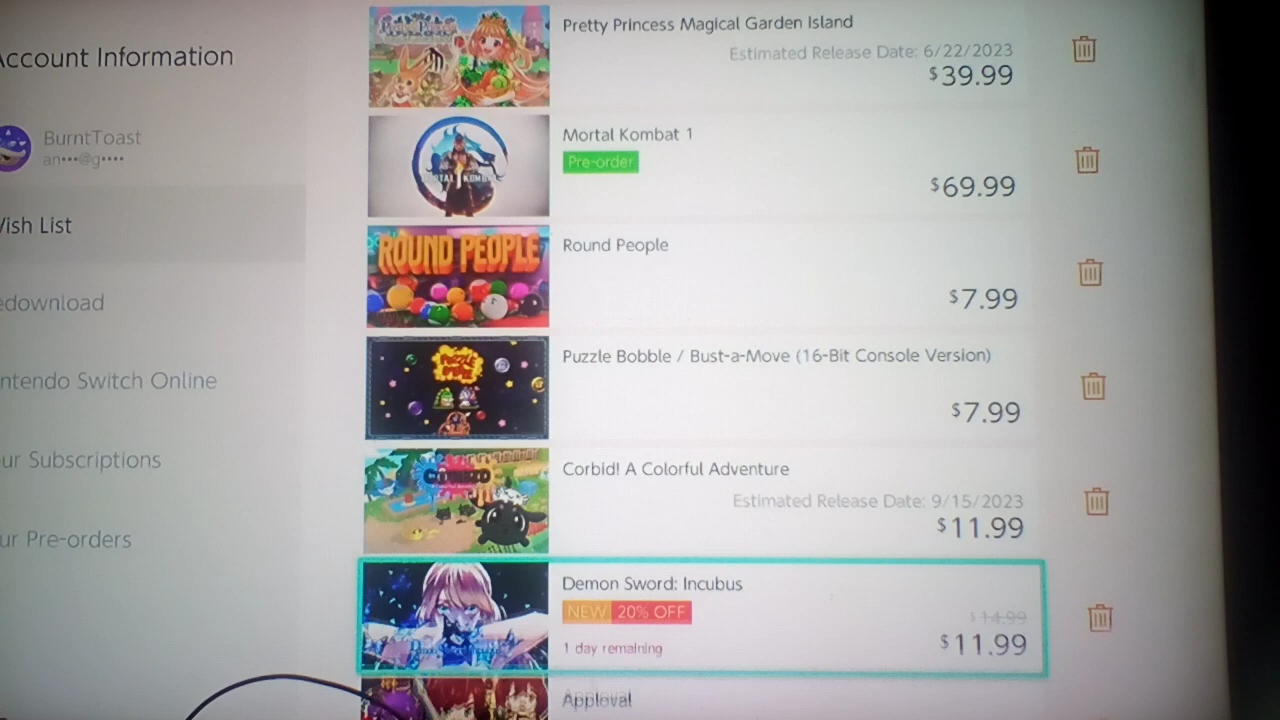 Account Information
BurntToast
an•••@g••••
Wish List
edownload
ntendo Switch Online
ur Subscriptions
ur Pre-orders
Pretty Princess Magical Garden Island
Estimated Release Date: 6/22/2023
$39.99
Mortal Kombat 1
Pre-order
$69.99
ROUND PEOPLE
Round People
$7.99
PUZZLE BOBBLE
Puzzle Bobble / Bust-a-Move (16-Bit Console Version)
$7.99
Corbid! A Colorful Adventure
Estimated Release Date: 9/15/2023
$11.99
Demon Sword: Incubus
NEW 20% OFF
$14.99
1 day remaining
$11.99